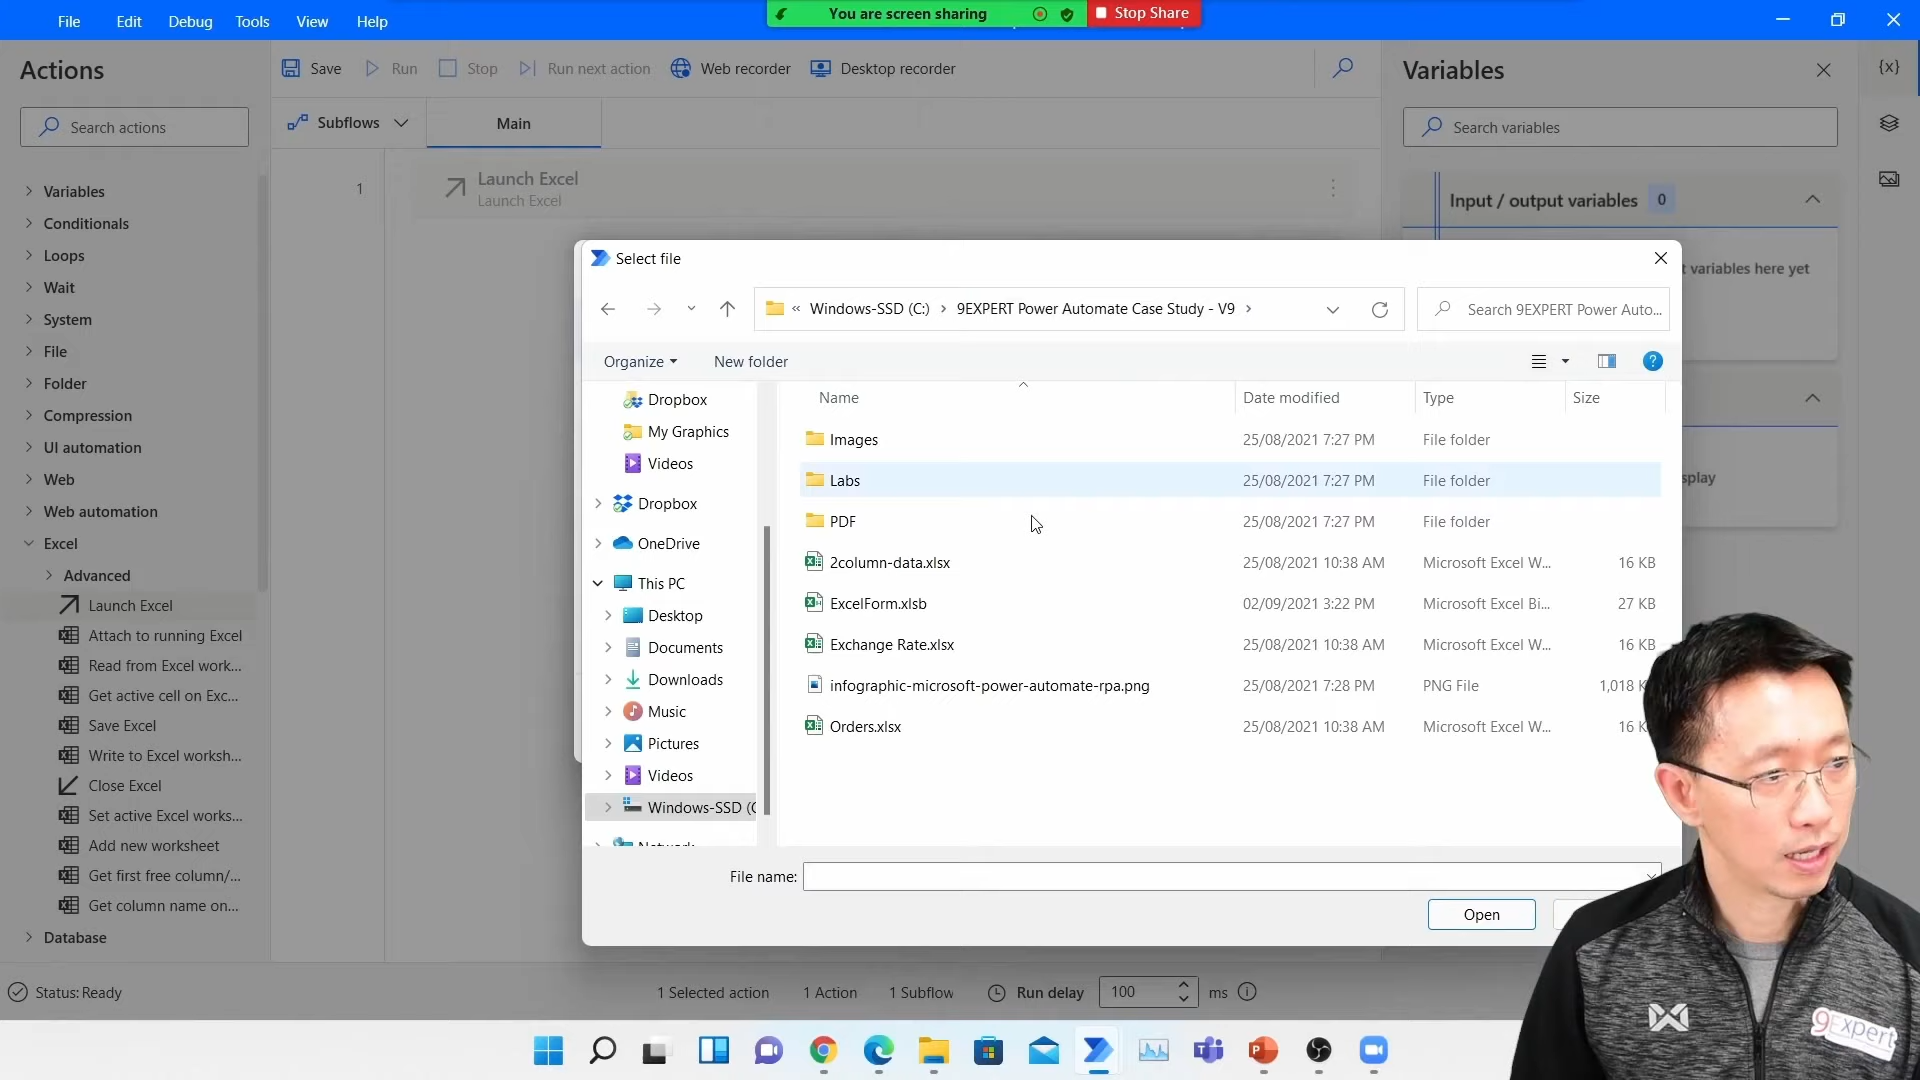 File Edit Debug Tools View Help
You are screen sharing
Stop Share
Actions
Save Run Stop Run next action Web recorder Desktop recorder
Variables
{x}
Search actions
Subflows
Main
Search variables
Variables
Conditionals
Loops
Wait
System
File
Folder
Compression
UI automation
Web
Web automation
Excel
Advanced
Launch Excel
Attach to running Excel
Read from Excel work...
Get active cell on Exc...
Save Excel
Write to Excel worksh...
Close Excel
Set active Excel works...
Add new worksheet
Get first free column/...
Get column name on...
Database
1
Launch Excel
Launch Excel
Input / output variables 0
t variables here yet
splay
Select file
« Windows-SSD (C:) › 9EXPERT Power Automate Case Study - V9 ›
Search 9EXPERT Power Auto...
Organize
New folder
Dropbox
My Graphics
Videos
Dropbox
OneDrive
This PC
Desktop
Documents
Downloads
Music
Pictures
Videos
Windows-SSD (C
Name Date modified Type Size
Images 25/08/2021 7:27 PM File folder
Labs 25/08/2021 7:27 PM File folder
PDF 25/08/2021 7:27 PM File folder
2column-data.xlsx 25/08/2021 10:38 AM Microsoft Excel W... 16 KB
ExcelForm.xlsb 02/09/2021 3:22 PM Microsoft Excel Bi... 27 KB
Exchange Rate.xlsx 25/08/2021 10:38 AM Microsoft Excel W... 16 KB
infographic-microsoft-power-automate-rpa.png 25/08/2021 7:28 PM PNG File 1,018 K
Orders.xlsx 25/08/2021 10:38 AM Microsoft Excel W... 16 K
File name:
Open
Status: Ready
1 Selected action 1 Action 1 Subflow Run delay 100 ms
9Expert